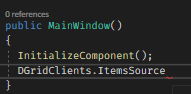 0 references
public MainWindow()
{
InitializeComponent();
DGridClients.ItemsSource
}